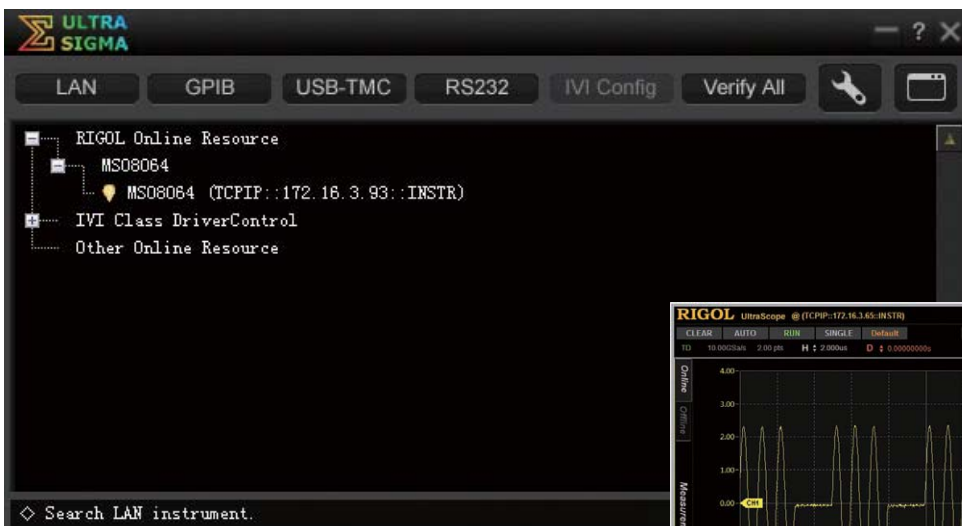 ULTRA
SIGMA
? X
LAN GPIB USB-TMC RS232 IVI Config Verify All
RIGOL Online Resource
MSO8064
MSO8064 (TCPIP::172.16.3.93::INSTR)
IVI Class DriverControl
Other Online Resource
◇ Search LAN instrument.
RIGOL UltraScope @ (TCPIP::172.16.3.65::INSTR)
CLEAR AUTO RUN SINGLE Default
TD 10.00GSa/s 2.00 pts H 2.000us D 0.00000000s
Online
Offline
4.00
3.00
2.00
1.00
0.00 CH1